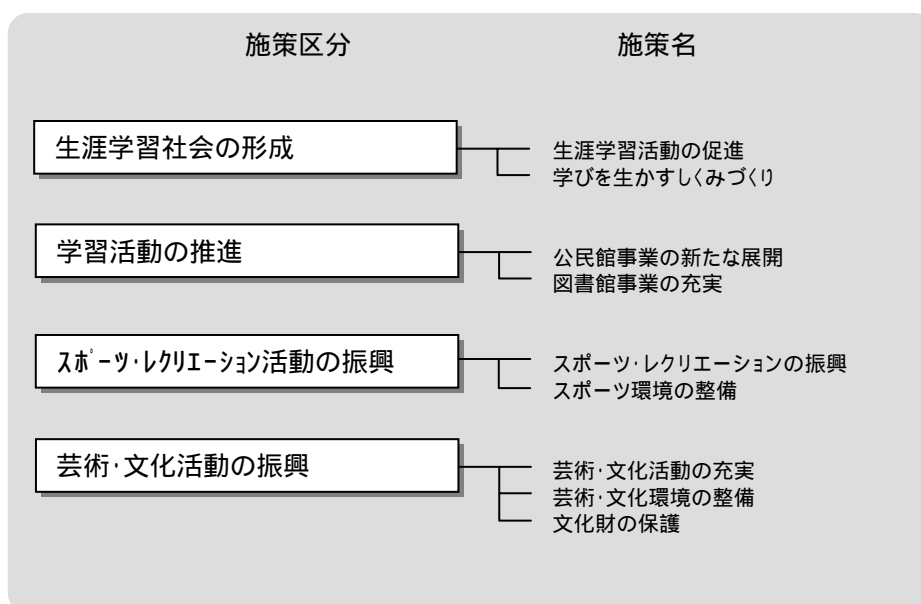 施策区分 施策名
生涯学習社会の形成
生涯学習活動の促進
学びを生かすしくみづくり
学習活動の推進
公民館事業の新たな展開
図書館事業の充実
ｽﾎﾟｰﾂ･ﾚｸﾘｴｰｼｮﾝ活動の振興
スポーツ･レクリエーションの振興
スポーツ環境の整備
芸術･文化活動の振興
芸術･文化活動の充実
芸術･文化環境の整備
文化財の保護